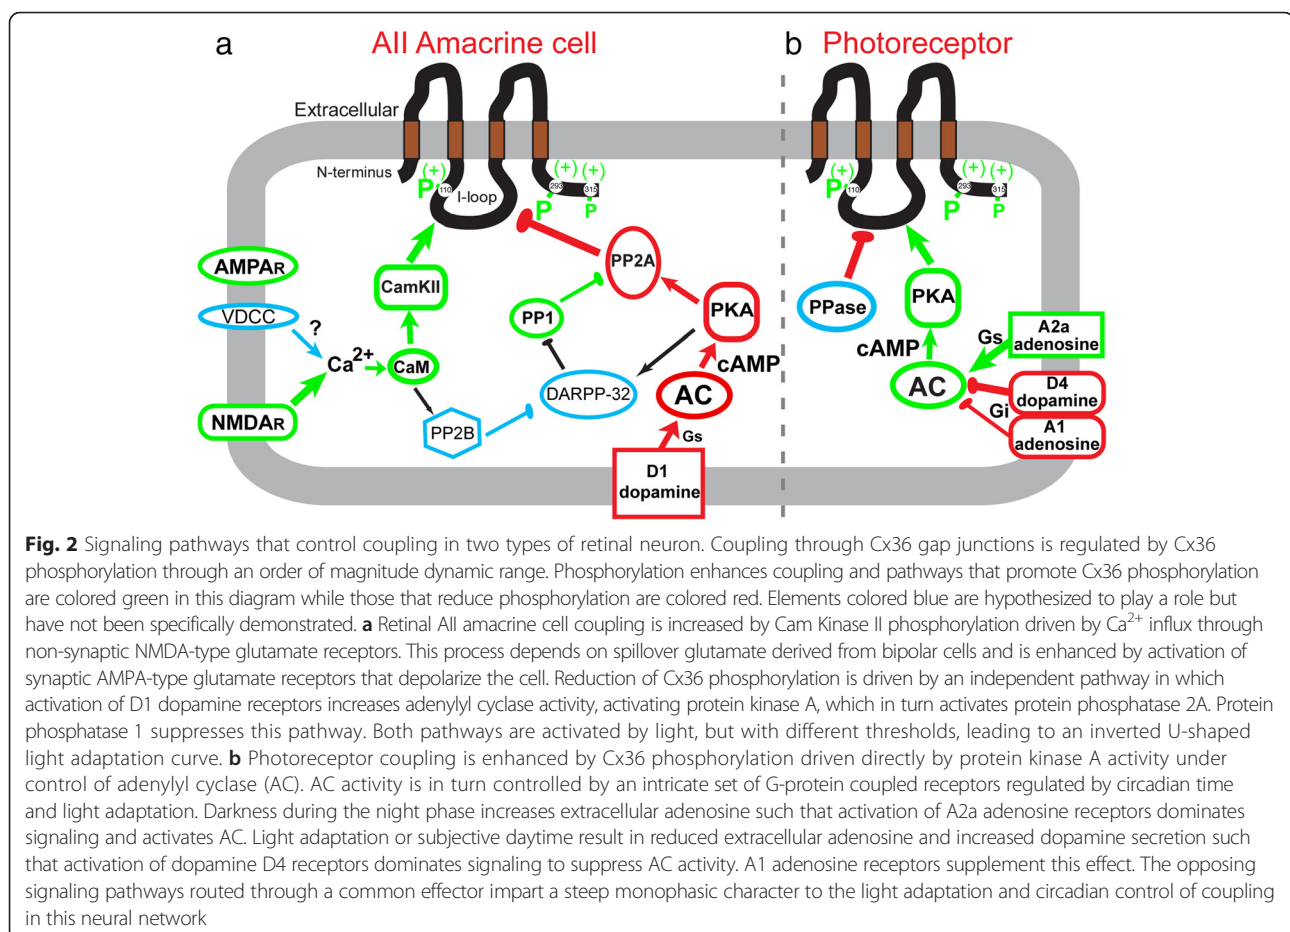 a AII Amacrine cell
b Photoreceptor
Extracellular
N-terminus
(+)
P
110
I-loop
(+)
(+)
293
315
P
P
AMPAR
VDCC
?
Ca2+
NMDAR
CamKII
CaM
PP2B
PP1
PP2A
DARPP-32
PKA
cAMP
AC
Gs
D1
dopamine
(+)
P
110
(+)
(+)
293
315
P
P
PPase
PKA
cAMP
AC
Gs
A2a
adenosine
D4
dopamine
Gi
A1
adenosine
Fig. 2 Signaling pathways that control coupling in two types of retinal neuron. Coupling through Cx36 gap junctions is regulated by Cx36
phosphorylation through an order of magnitude dynamic range. Phosphorylation enhances coupling and pathways that promote Cx36 phosphorylation
are colored green in this diagram while those that reduce phosphorylation are colored red. Elements colored blue are hypothesized to play a role but
have not been specifically demonstrated. a Retinal AII amacrine cell coupling is increased by Cam Kinase II phosphorylation driven by Ca2+ influx through
non-synaptic NMDA-type glutamate receptors. This process depends on spillover glutamate derived from bipolar cells and is enhanced by activation of
synaptic AMPA-type glutamate receptors that depolarize the cell. Reduction of Cx36 phosphorylation is driven by an independent pathway in which
activation of D1 dopamine receptors increases adenylyl cyclase activity, activating protein kinase A, which in turn activates protein phosphatase 2A. Protein
phosphatase 1 suppresses this pathway. Both pathways are activated by light, but with different thresholds, leading to an inverted U-shaped
light adaptation curve. b Photoreceptor coupling is enhanced by Cx36 phosphorylation driven directly by protein kinase A activity under
control of adenylyl cyclase (AC). AC activity is in turn controlled by an intricate set of G-protein coupled receptors regulated by circadian time
and light adaptation. Darkness during the night phase increases extracellular adenosine such that activation of A2a adenosine receptors dominates
signaling and activates AC. Light adaptation or subjective daytime result in reduced extracellular adenosine and increased dopamine secretion such
that activation of dopamine D4 receptors dominates signaling to suppress AC activity. A1 adenosine receptors supplement this effect. The opposing
signaling pathways routed through a common effector impart a steep monophasic character to the light adaptation and circadian control of coupling
in this neural network